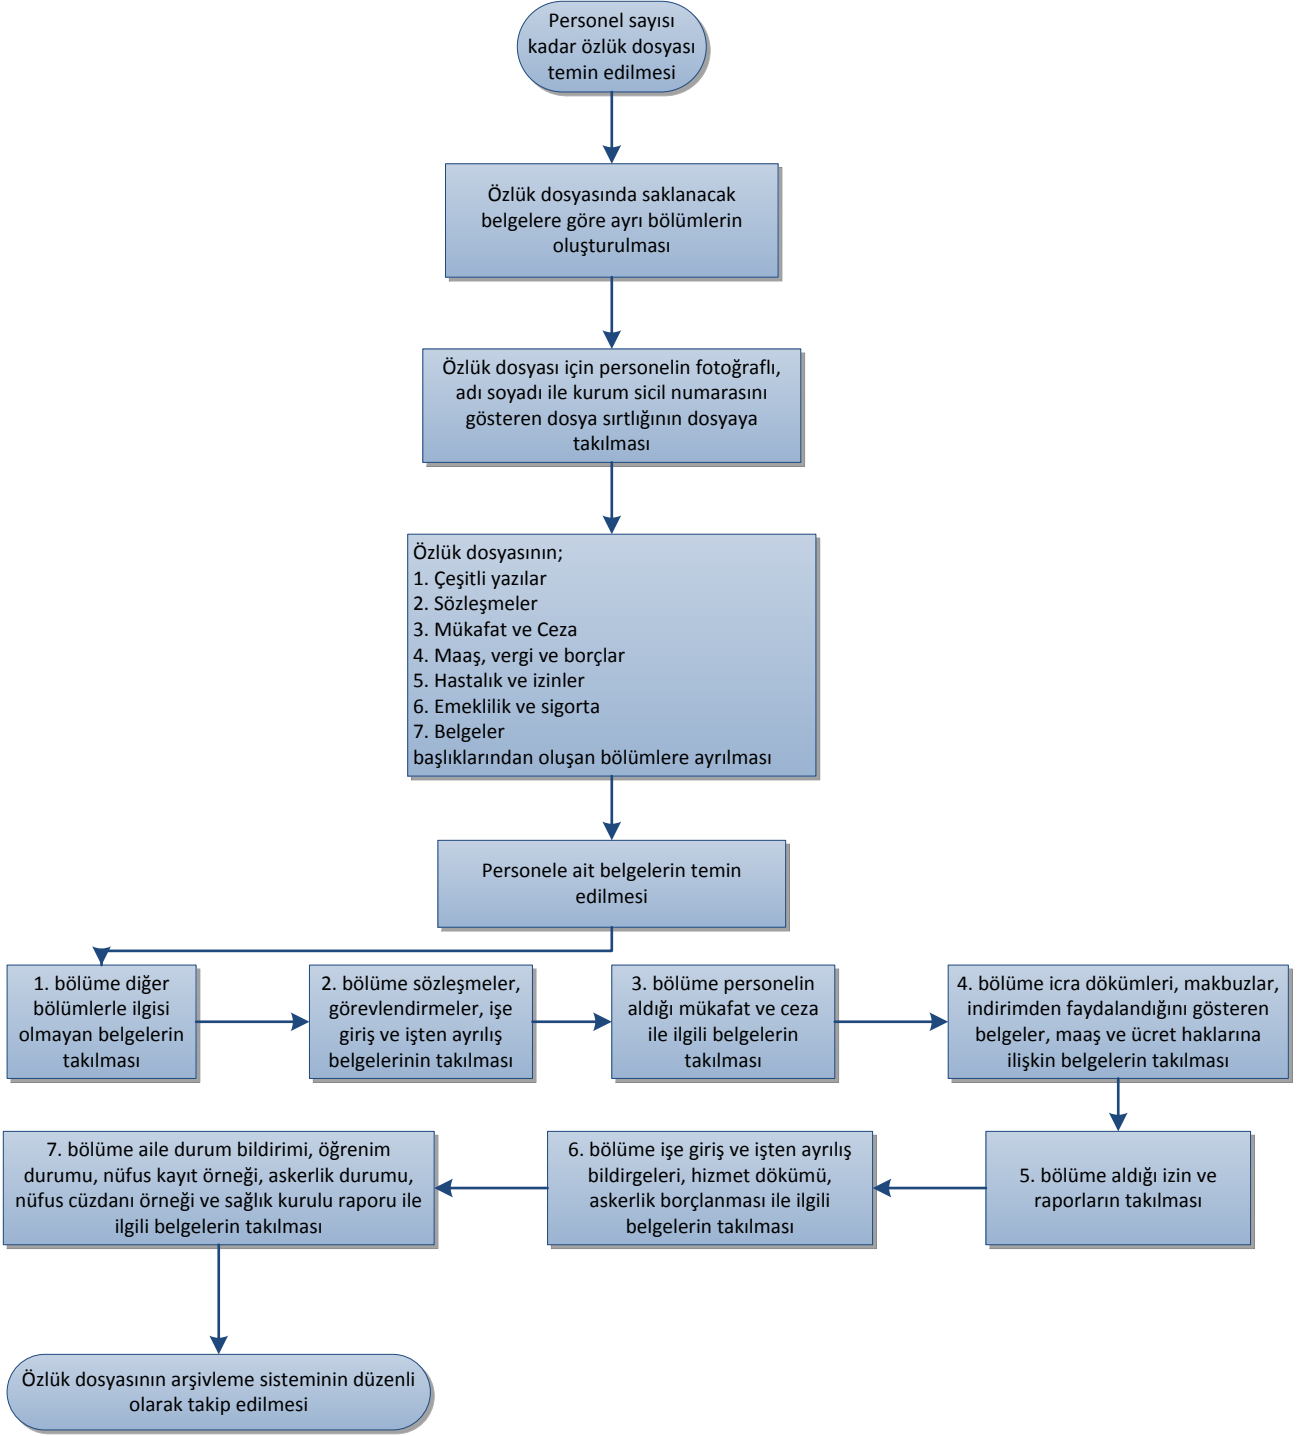 Personel sayısı
kadar özlük dosyası
temin edilmesi
Özlük dosyasında saklanacak
belgelere göre ayrı bölümlerin
oluşturulması
Özlük dosyası için personelin fotoğraflı,
adı soyadı ile kurum sicil numarasını
gösteren dosya sırtlığının dosyaya
takılması
Özlük dosyasının;
1. Çeşitli yazılar
2. Sözleşmeler
3. Mükafat ve Ceza
4. Maaş, vergi ve borçlar
5. Hastalık ve izinler
6. Emeklilik ve sigorta
7. Belgeler
başlıklarından oluşan bölümlere ayrılması
Personele ait belgelerin temin
edilmesi
1. bölüme diğer
bölümlerle ilgisi
olmayan belgelerin
takılması
2. bölüme sözleşmeler,
görevlendirmeler, işe
giriş ve işten ayrılış
belgelerinin takılması
3. bölüme personelin
aldığı mükafat ve ceza
ile ilgili belgelerin
takılması
4. bölüme icra dökümleri, makbuzlar,
indirimden faydalandığını gösteren
belgeler, maaş ve ücret haklarına
ilişkin belgelerin takılması
5. bölüme aldığı izin ve
raporların takılması
6. bölüme işe giriş ve işten ayrılış
bildirgeleri, hizmet dökümü,
askerlik borçlanması ile ilgili
belgelerin takılması
7. bölüme aile durum bildirimi, öğrenim
durumu, nüfus kayıt örneği, askerlik durumu,
nüfus cüzdanı örneği ve sağlık kurulu raporu ile
ilgili belgelerin takılması
Özlük dosyasının arşivleme sisteminin düzenli
olarak takip edilmesi